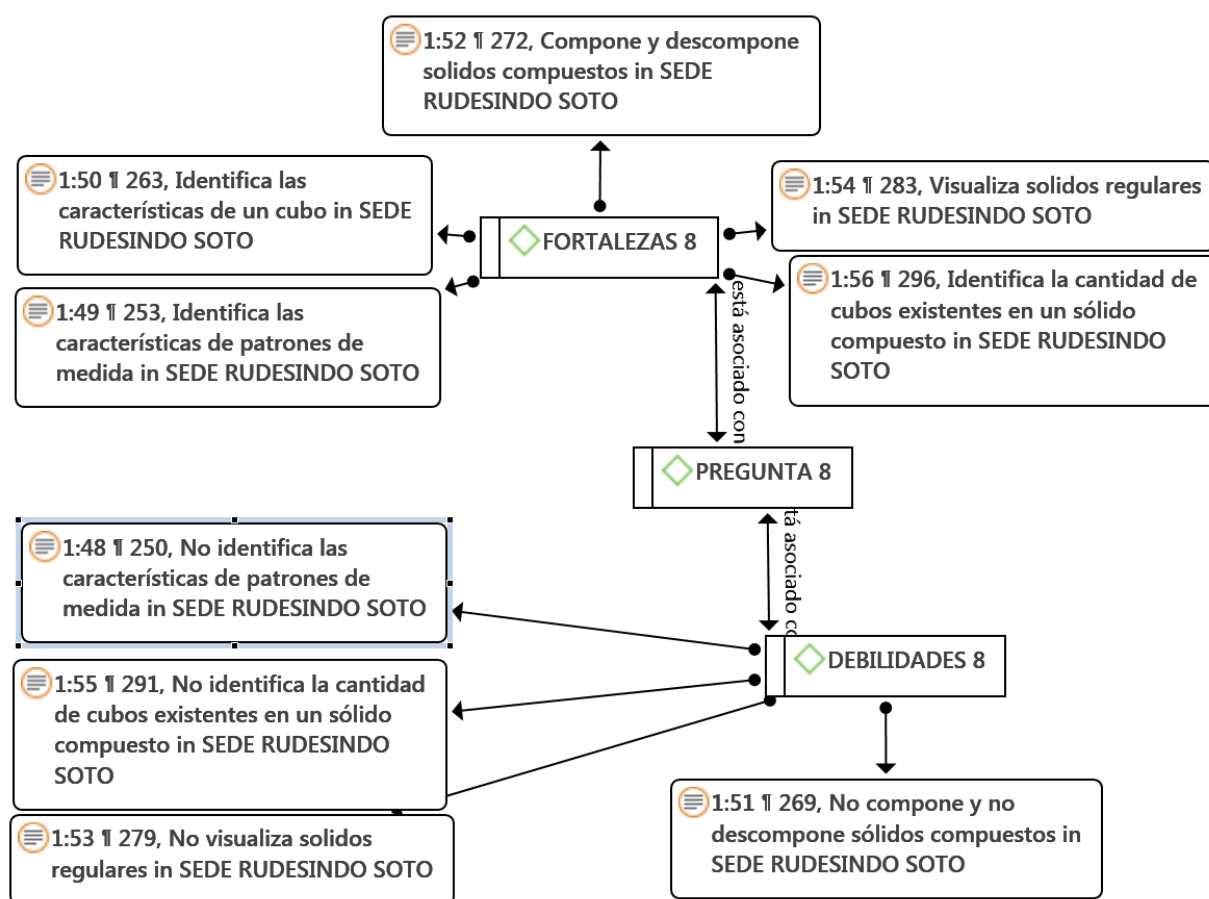 1:52 ¶ 272, Compone y descompone
solidos compuestos in SEDE
RUDESINDO SOTO
1:50 ¶ 263, Identifica las
características de un cubo in SEDE
RUDESINDO SOTO
1:54 ¶ 283, Visualiza solidos regulares
in SEDE RUDESINDO SOTO
FORTALEZAS 8
1:49 ¶ 253, Identifica las
características de patrones de
medida in SEDE RUDESINDO SOTO
1:56 ¶ 296, Identifica la cantidad de
cubos existentes en un sólido
compuesto in SEDE RUDESINDO
SOTO
está asociado con
PREGUNTA 8
tá asociado co
1:48 ¶ 250, No identifica las
características de patrones de
medida in SEDE RUDESINDO SOTO
DEBILIDADES 8
1:55 ¶ 291, No identifica la cantidad
de cubos existentes en un sólido
compuesto in SEDE RUDESINDO
SOTO
1:53 ¶ 279, No visualiza solidos
regulares in SEDE RUDESINDO SOTO
1:51 ¶ 269, No compone y no
descompone sólidos compuestos in
SEDE RUDESINDO SOTO